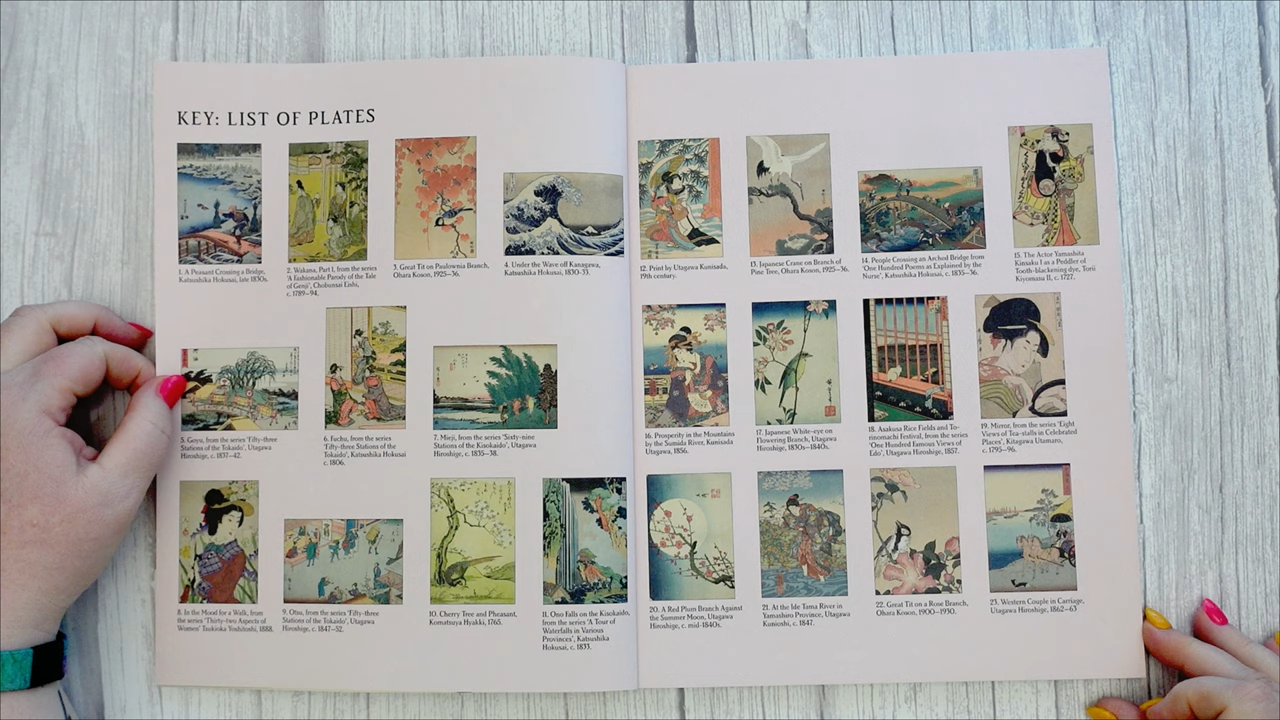 KEY: LIST OF PLATES
1. A Peasant Crossing a Bridge,
Katsushika Hokusai, late 1830s.
2. Wakana, Part I, from the series
'A Fashionable Parody of the Tale
of Genji', Chobunsai Eishi,
c. 1789–94.
3. Great Tit on Paulownia Branch,
Ohara Koson, 1925–36.
4. Under the Wave off Kanagawa,
Katsushika Hokusai, 1830–33.
5. Goyu, from the series 'Fifty-three
Stations of the Tokaido', Utagawa
Hiroshige, c. 1837–42.
6. Fuchu, from the series
'Fifty-three Stations of the
Tokaido', Katsushika Hokusai
c. 1806.
7. Mieji, from the series 'Sixty-nine
Stations of the Kisokaido', Utagawa
Hiroshige, c. 1835–38.
8. In the Mood for a Walk, from
the series 'Thirty-two Aspects of
Women' Tsukioka Yoshitoshi, 1888.
9. Otsu, from the series 'Fifty-three
Stations of the Tokaido', Utagawa
Hiroshige, c. 1847–52.
10. Cherry Tree and Pheasant,
Komatsuya Hyakki, 1765.
11. Ono Falls on the Kisokaido,
from the series 'A Tour of
Waterfalls in Various
Provinces', Katsushika
Hokusai, c. 1833.
12. Print by Utagawa Kunisada,
19th century.
13. Japanese Crane on Branch of
Pine Tree, Ohara Koson, 1925–36.
14. People Crossing an Arched Bridge from
'One Hundred Poems as Explained by the
Nurse', Katsushika Hokusai, c. 1835–36.
15. The Actor Yamashita
Kinsaku I as a Peddler of
Tooth-blackening dye, Torii
Kiyomasu II, c. 1727.
16. Prosperity in the Mountains
by the Sumida River, Kunisada
Utagawa, 1856.
17. Japanese White-eye on
Flowering Branch, Utagawa
Hiroshige, 1830s–1840s.
18. Asakusa Rice Fields and To-
rinomachi Festival, from the series
'One Hundred Famous Views of
Edo', Utagawa Hiroshige, 1857.
19. Mirror, from the series 'Eight
Views of Tea-stalls in Celebrated
Places', Kitagawa Utamaro,
c. 1795–96.
20. A Red Plum Branch Against
the Summer Moon, Utagawa
Hiroshige, c. mid-1840s.
21. At the Ide Tama River in
Yamashiro Province, Utagawa
Kuniyoshi, c. 1847.
22. Great Tit on a Rose Branch,
Ohara Koson, 1900–1930.
23. Western Couple in Carriage,
Utagawa Hiroshige, 1862–63